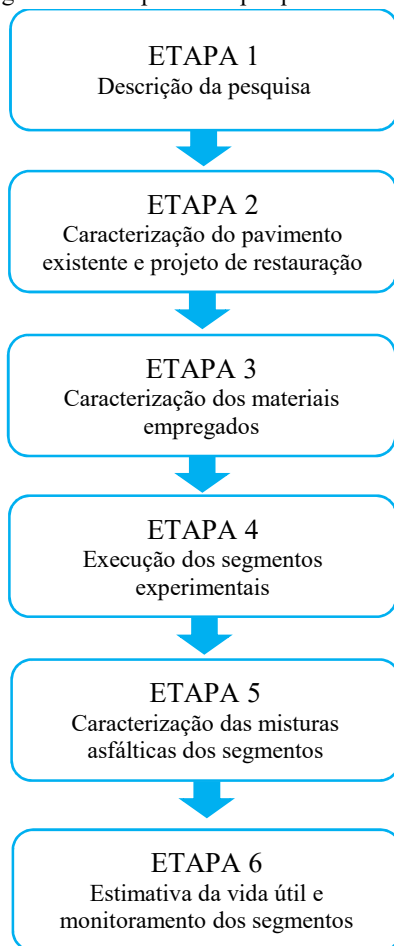 ETAPA 1
Descrição da pesquisa
ETAPA 2
Caracterização do pavimento
existente e projeto de restauração
ETAPA 3
Caracterização dos materiais
empregados
ETAPA 4
Execução dos segmentos
experimentais
ETAPA 5
Caracterização das misturas
asfálticas dos segmentos
ETAPA 6
Estimativa da vida útil e
monitoramento dos segmentos